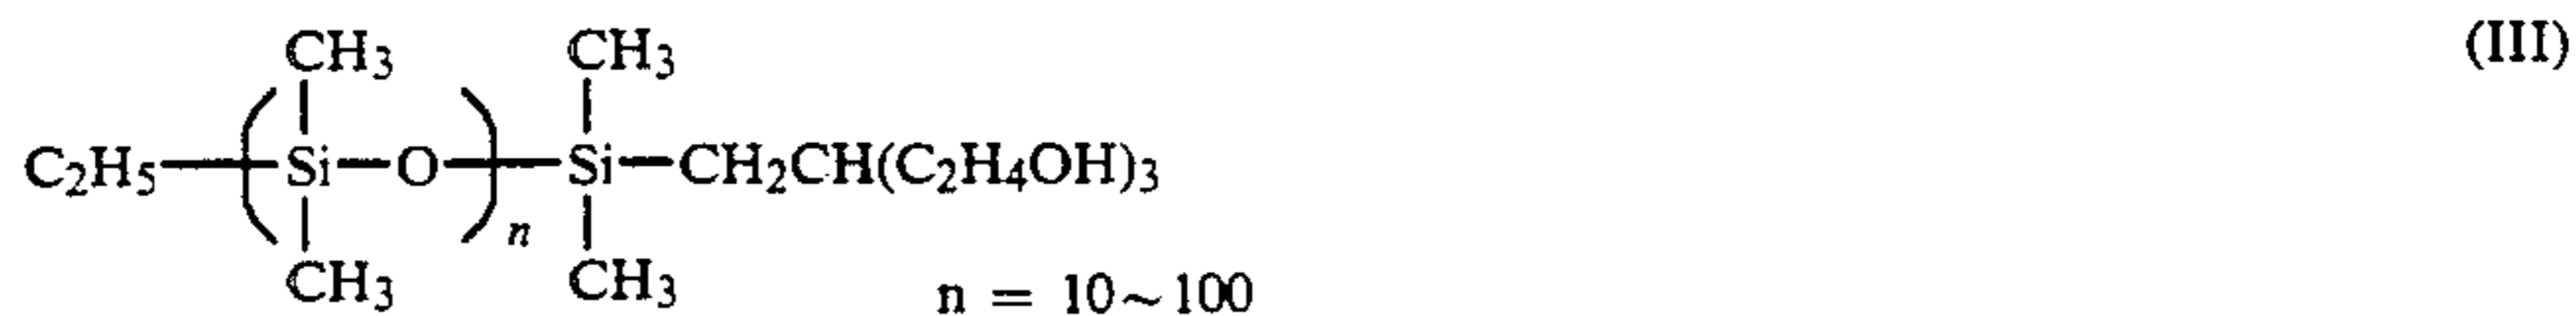 CH3 CH3 (III)
C2H5—(Si—O)n—Si—CH2CH(C2H4OH)3
CH3 CH3
n = 10~100